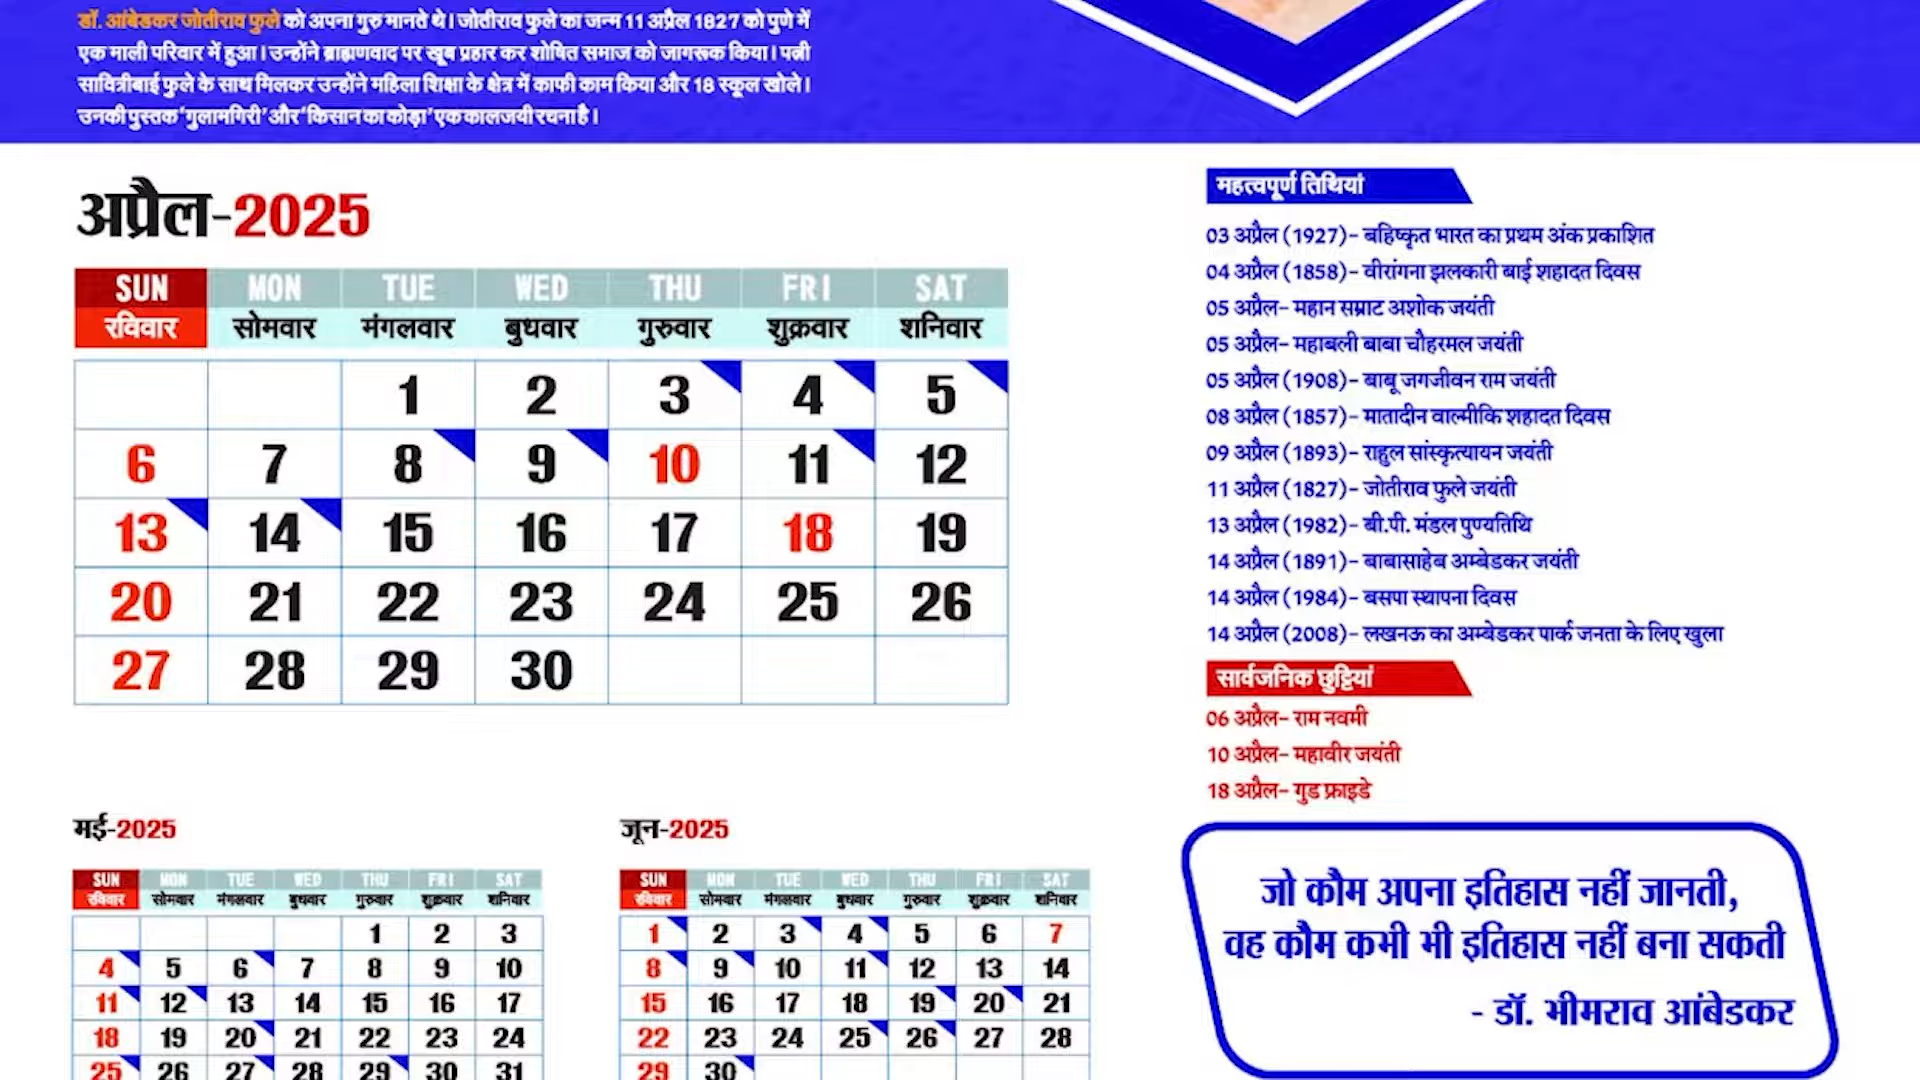 डॉ. आंबेडकर जोतीराव फुले को अपना गुरु मानते थे। जोतीराव फुले का जन्म 11 अप्रैल 1827 को पुणे में
एक माली परिवार में हुआ। उन्होंने ब्राह्मणवाद पर खूब प्रहार कर शोषित समाज को जागरूक किया। पत्नी
सावित्रीबाई फुले के साथ मिलकर उन्होंने महिला शिक्षा के क्षेत्र में काफी काम किया और 18 स्कूल खोले।
उनकी पुस्तक 'गुलामगिरी' और 'किसान का कोड़ा' एक कालजयी रचना है।
अप्रैल-2025
SUN MON TUE WED THU FRI SAT
रविवार सोमवार मंगलवार बुधवार गुरुवार शुक्रवार शनिवार
1 2 3 4 5
6 7 8 9 10 11 12
13 14 15 16 17 18 19
20 21 22 23 24 25 26
27 28 29 30
महत्वपूर्ण तिथियां
03 अप्रैल (1927)- बहिष्कृत भारत का प्रथम अंक प्रकाशित
04 अप्रैल (1858)- वीरांगना झलकारी बाई शहादत दिवस
05 अप्रैल- महान सम्राट अशोक जयंती
05 अप्रैल- महाबली बाबा चौहरमल जयंती
05 अप्रैल (1908)- बाबू जगजीवन राम जयंती
08 अप्रैल (1857)- मातादीन वाल्मीकि शहादत दिवस
09 अप्रैल (1893)- राहुल सांस्कृत्यायन जयंती
11 अप्रैल (1827)- जोतीराव फुले जयंती
13 अप्रैल (1982)- बी.पी. मंडल पुण्यतिथि
14 अप्रैल (1891)- बाबासाहेब अम्बेडकर जयंती
14 अप्रैल (1984)- बसपा स्थापना दिवस
14 अप्रैल (2008)- लखनऊ का अम्बेडकर पार्क जनता के लिए खुला
सार्वजनिक छुट्टियां
06 अप्रैल- राम नवमी
10 अप्रैल- महावीर जयंती
18 अप्रैल- गुड फ्राइडे
मई-2025
SUN MON TUE WED THU FRI SAT
रविवार सोमवार मंगलवार बुधवार गुरुवार शुक्रवार शनिवार
1 2 3
4 5 6 7 8 9 10
11 12 13 14 15 16 17
18 19 20 21 22 23 24
25 26 27 28 29 30 31
जून-2025
SUN MON TUE WED THU FRI SAT
रविवार सोमवार मंगलवार बुधवार गुरुवार शुक्रवार शनिवार
1 2 3 4 5 6 7
8 9 10 11 12 13 14
15 16 17 18 19 20 21
22 23 24 25 26 27 28
29 30
जो कौम अपना इतिहास नहीं जानती,
वह कौम कभी भी इतिहास नहीं बना सकती
- डॉ. भीमराव आंबेडकर